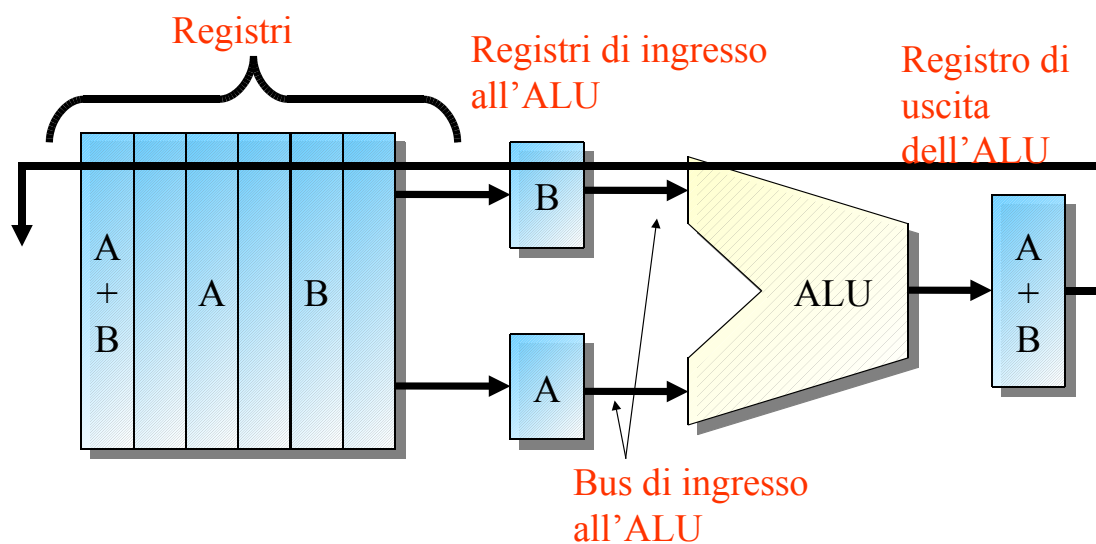 Registri
Registri di ingresso
all’ALU
Registro di
uscita
dell’ALU
A
+
B
A
B
B
A
ALU
A
+
B
Bus di ingresso
all’ALU